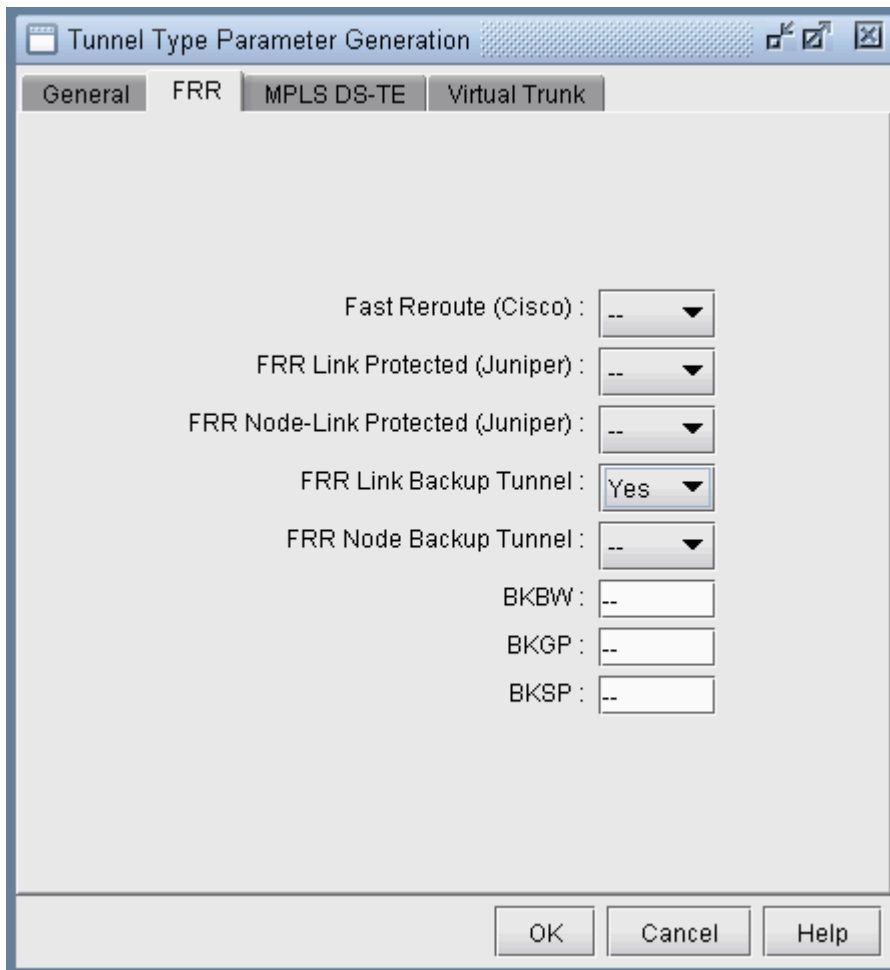 Tunnel Type Parameter Generation
General FRR MPLS DS-TE Virtual Trunk
Fast Reroute (Cisco) : --
FRR Link Protected (Juniper) : --
FRR Node-Link Protected (Juniper) : --
FRR Link Backup Tunnel : Yes
FRR Node Backup Tunnel : --
BKBW : --
BKGP : --
BKSP : --
OK Cancel Help